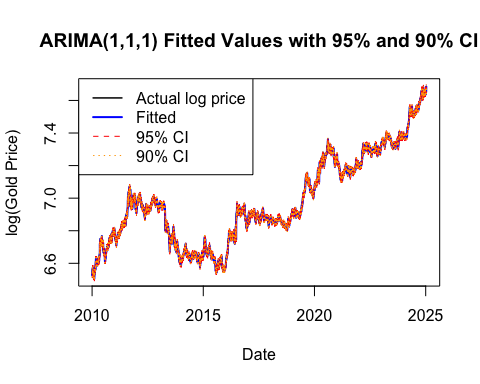 ARIMA(1,1,1) Fitted Values with 95% and 90% CI
Actual log price
Fitted
95% CI
90% CI
log(Gold Price)
7.4
7.0
6.6
2010 2015 2020 2025
Date